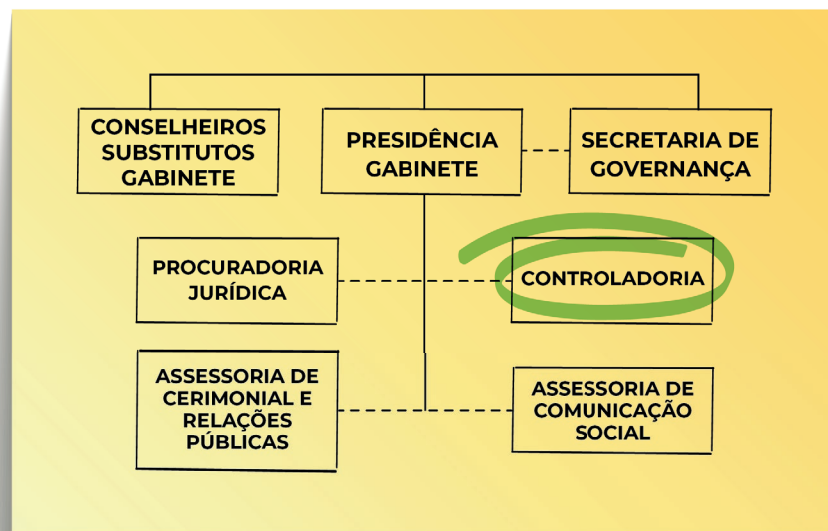 CONSELHEIROS
SUBSTITUTOS
GABINETE
PRESIDÊNCIA
GABINETE
SECRETARIA DE
GOVERNANÇA
PROCURADORIA
JURÍDICA
CONTROLADORIA
ASSESSORIA DE
CERIMONIAL E
RELAÇÕES
PÚBLICAS
ASSESSORIA DE
COMUNICAÇÃO
SOCIAL